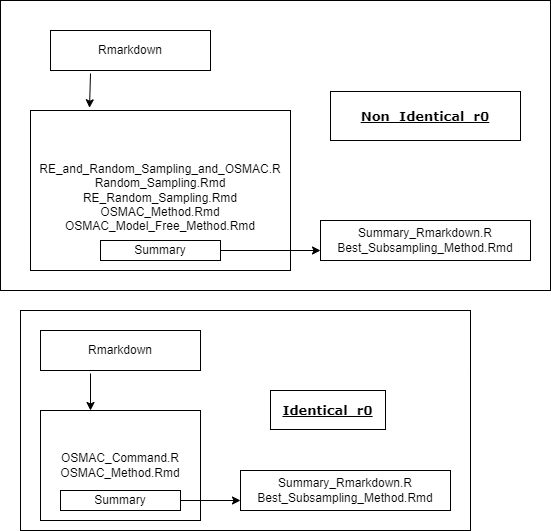 Rmarkdown
Non_Identical_r0
RE_and_Random_Sampling_and_OSMAC.R
Random_Sampling.Rmd
RE_Random_Sampling.Rmd
OSMAC_Method.Rmd
OSMAC_Model_Free_Method.Rmd
Summary
Summary_Rmarkdown.R
Best_Subsampling_Method.Rmd
Rmarkdown
Identical_r0
OSMAC_Command.R
OSMAC_Method.Rmd
Summary
Summary_Rmarkdown.R
Best_Subsampling_Method.Rmd